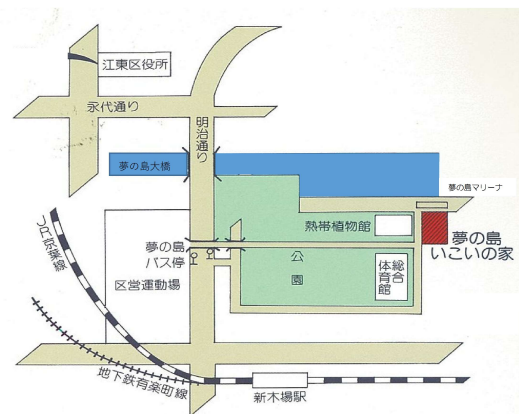 江東区役所
永代通り
明治通り
夢の島大橋
夢の島マリーナ
熱帯植物館
夢の島
いこいの家
JR京葉線
夢の島
バス停
公園
総合
体育館
区営運動場
地下鉄有楽町線
新木場駅